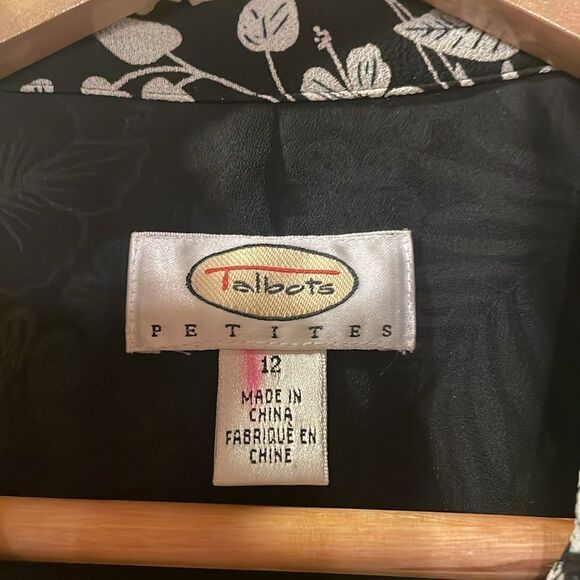 Talbots
PETITES
12
MADE IN
CHINA
FABRIQUÉ EN
CHINE